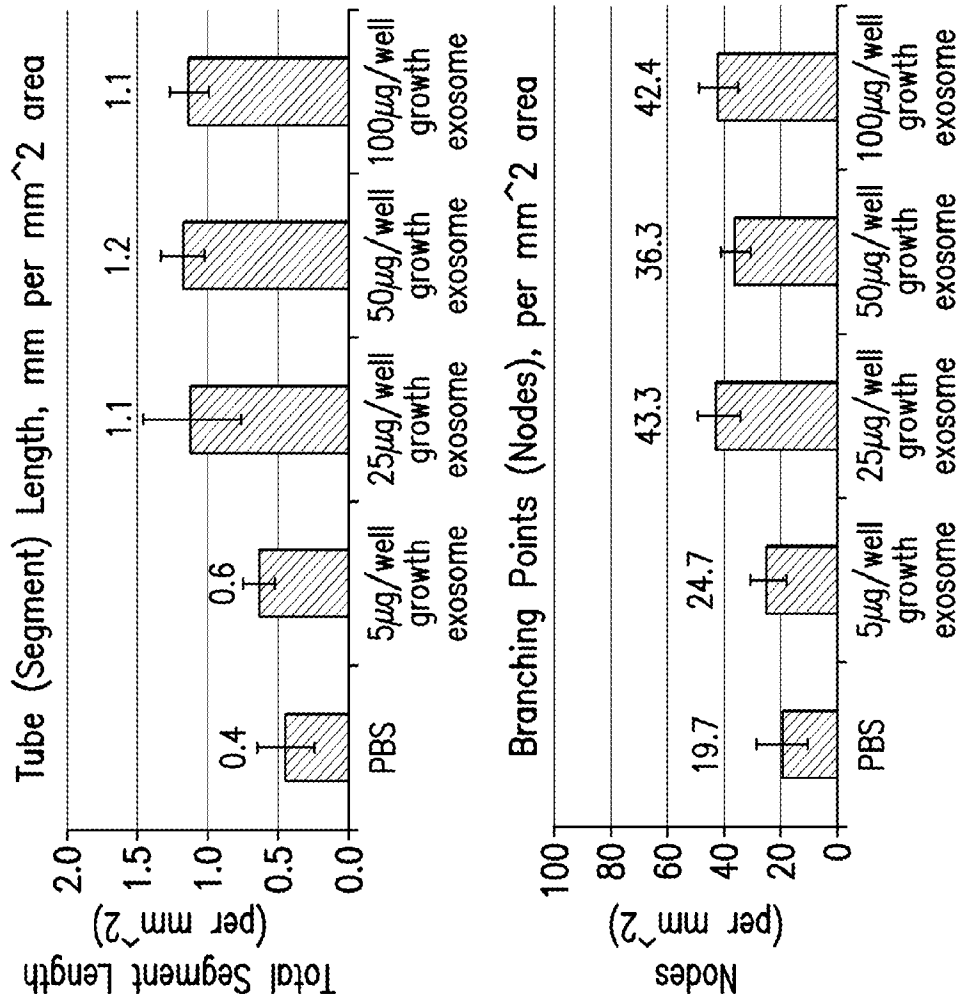 Tube (Segment) Length, mm per mm^2 area
Total Segment Length
(per mm^2)
2.0
1.5
1.0
0.5
0.0
0.4
0.6
1.1
1.2
1.1
PBS
5µg/well
growth
exosome
25µg/well
growth
exosome
50µg/well
growth
exosome
100µg/well
growth
exosome
Branching Points (Nodes), per mm^2 area
Nodes
(per mm^2)
100
80
60
40
20
0
19.7
24.7
43.3
36.3
42.4
PBS
5µg/well
growth
exosome
25µg/well
growth
exosome
50µg/well
growth
exosome
100µg/well
growth
exosome